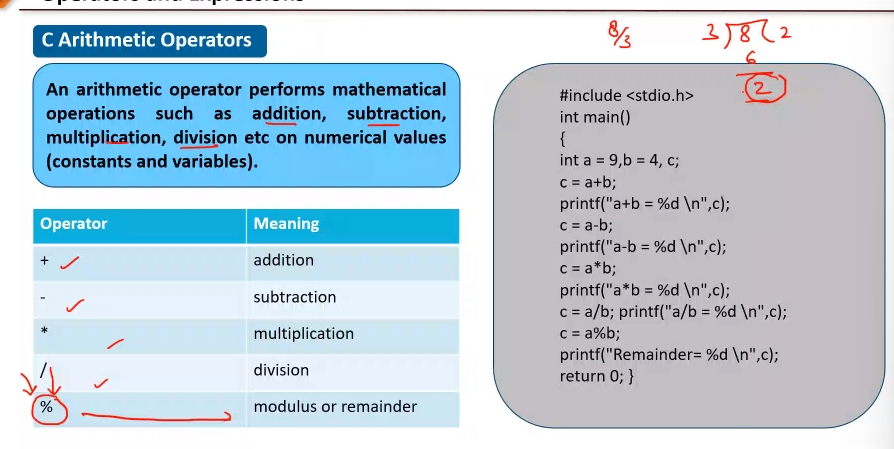 C Arithmetic Operators
An arithmetic operator performs mathematical
operations such as addition, subtraction,
multiplication, division etc on numerical values
(constants and variables).
Operator Meaning
+ addition
- subtraction
* multiplication
/ division
% modulus or remainder
8/3 3)8(2
6
2
#include <stdio.h>
int main()
{
int a = 9,b = 4, c;
c = a+b;
printf("a+b = %d \n",c);
c = a-b;
printf("a-b = %d \n",c);
c = a*b;
printf("a*b = %d \n",c);
c = a/b; printf("a/b = %d \n",c);
c = a%b;
printf("Remainder= %d \n",c);
return 0; }